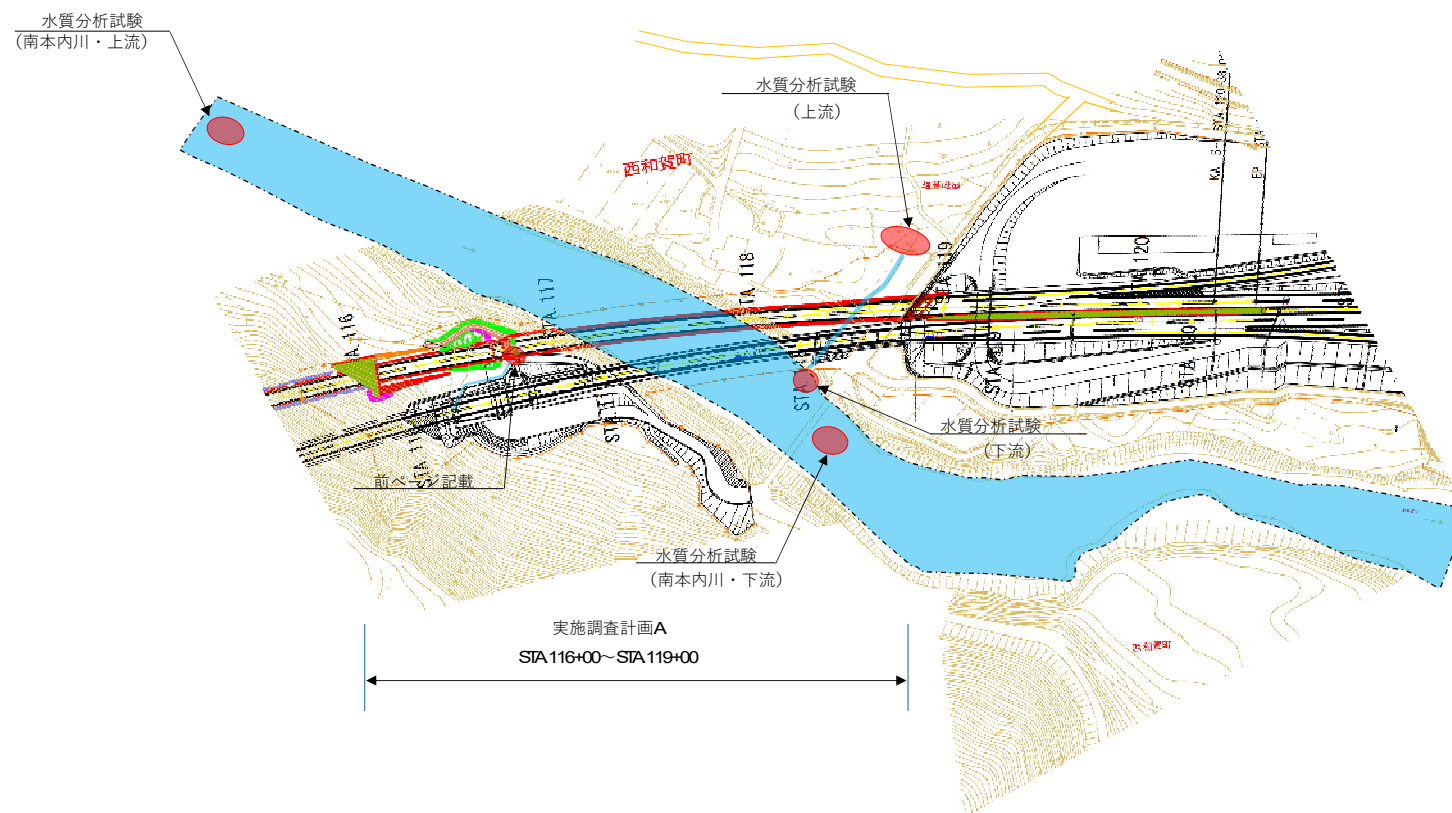 水質分析試験
(南本内川・上流)
水質分析試験
(上流)
西和賀町
STA 119
120
A 118
A 117
A 116
水質分析試験
(下流)
前ページ記載
水質分析試験
(南本内川・下流)
実施調査計画A
STA 116+00～STA 119+00
西和賀町